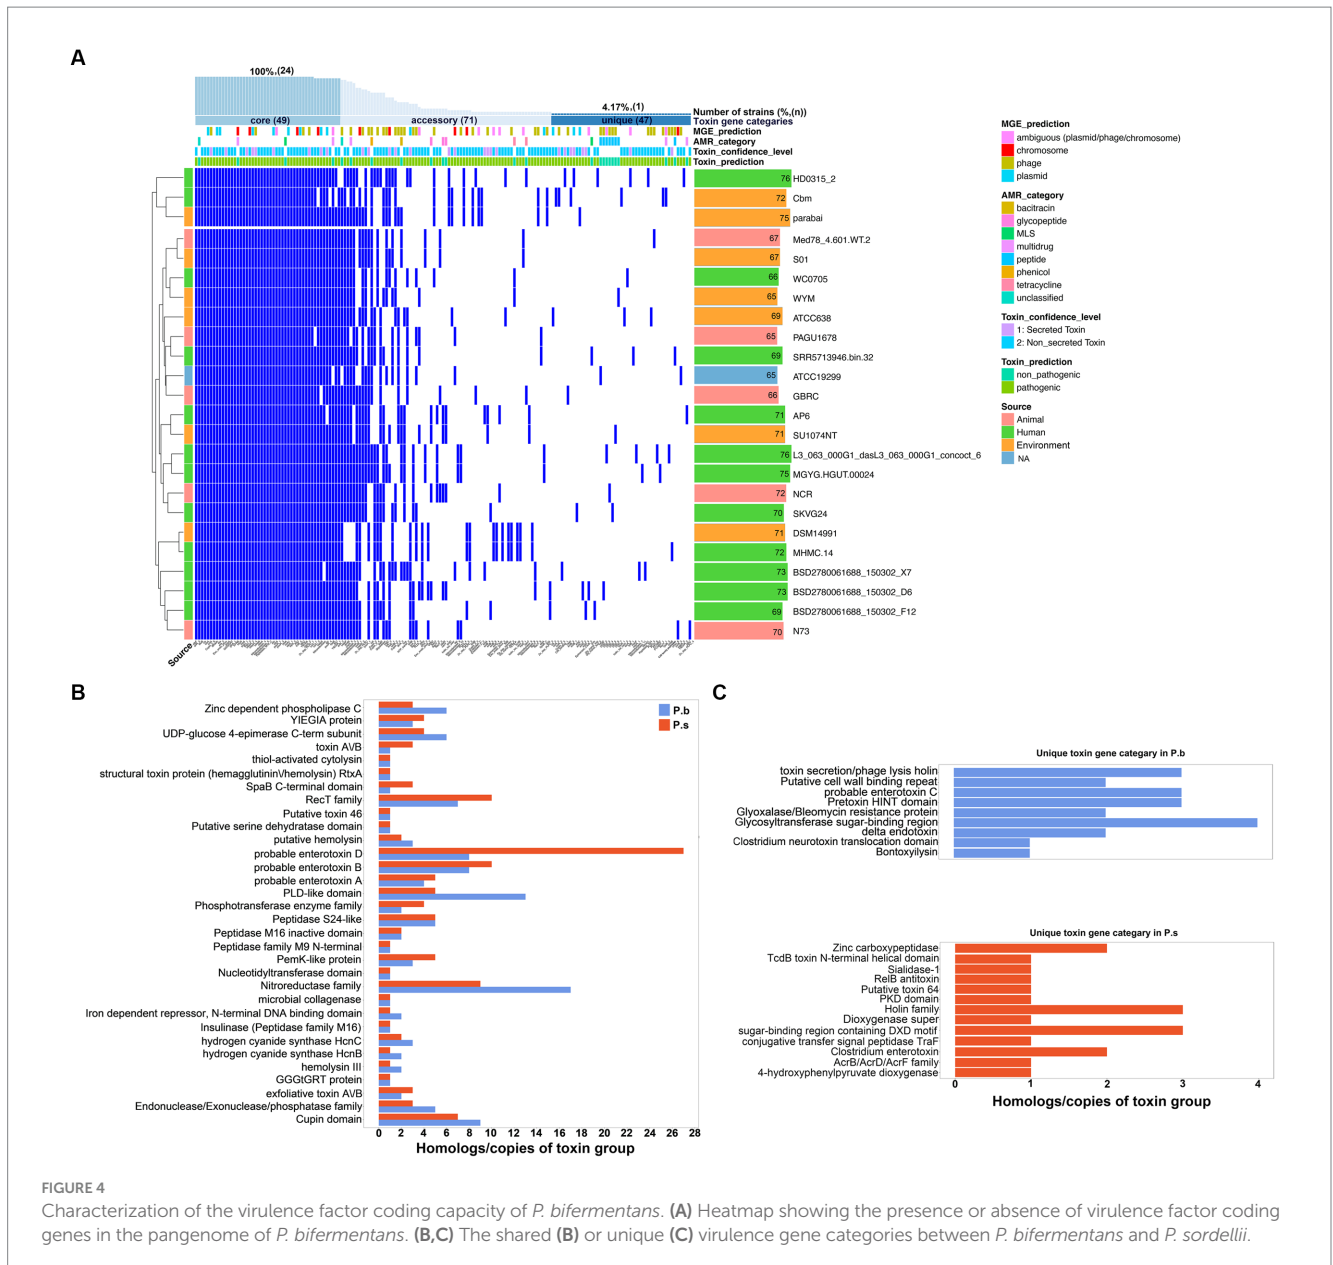 A
100%,(24)
4.17%,(1)
Number of strains (%,(n))
core (49)
accessory (71)
unique (47)
Toxin gene categories
MGE_prediction
AMR_category
Toxin_confidence_level
Toxin_prediction
76 HD0315_2
72 Cbm
75 parabai
67 Med78_4.601.WT.2
67 S01
66 WC0705
65 WYM
69 ATCC638
65 PAGU1678
69 SRR5713946.bin.32
65 ATCC19299
66 GBRC
71 AP6
71 SU1074NT
76 L3_063_000G1_dasL3_063_000G1_concoct_6
75 MGYG.HGUT.00024
72 NCR
70 SKVG24
71 DSM14991
72 MHMC.14
73 BSD2780061688_150302_X7
73 BSD2780061688_150302_D6
69 BSD2780061688_150302_F12
70 N73
Source
MGE_prediction
ambiguous (plasmid/phage/chromosome)
chromosome
phage
plasmid
AMR_category
bacitracin
glycopeptide
MLS
multidrug
peptide
phenicol
tetracycline
unclassified
Toxin_confidence_level
1: Secreted Toxin
2: Non_secreted Toxin
Toxin_prediction
non_pathogenic
pathogenic
Source
Animal
Human
Environment
NA
B
Zinc dependent phospholipase C
YIEGIA protein
UDP-glucose 4-epimerase C-term subunit
toxin A\/B
thiol-activated cytolysin
structural toxin protein (hemagglutinin\/hemolysin) RtxA
SpaB C-terminal domain
RecT family
Putative toxin 46
Putative serine dehydratase domain
putative hemolysin
probable enterotoxin D
probable enterotoxin B
probable enterotoxin A
PLD-like domain
Phosphotransferase enzyme family
Peptidase S24-like
Peptidase M16 inactive domain
Peptidase family M9 N-terminal
PemK-like protein
Nucleotidyltransferase domain
Nitroreductase family
microbial collagenase
Iron dependent repressor, N-terminal DNA binding domain
Insulinase (Peptidase family M16)
hydrogen cyanide synthase HcnC
hydrogen cyanide synthase HcnB
hemolysin III
GGGtGRT protein
exfoliative toxin A\/B
Endonuclease/Exonuclease/phosphatase family
Cupin domain
P.b
P.s
0 2 4 6 8 10 12 14 16 18 20 22 24 26 28
Homologs/copies of toxin group
C
Unique toxin gene categary in P.b
toxin secretion/phage lysis holin
Putative cell wall binding repeat
probable enterotoxin C
Pretoxin HINT domain
Glyoxalase/Bleomycin resistance protein
Glycosyltransferase sugar-binding region
delta endotoxin
Clostridium neurotoxin translocation domain
Bontoxilysin
Unique toxin gene categary in P.s
Zinc carboxypeptidase
TcdB toxin N-terminal helical domain
Sialidase-1
RelB antitoxin
Putative toxin 64
PKD domain
Holin family
Dioxygenase super
sugar-binding region containing DXD motif
conjugative transfer signal peptidase TraF
Clostridium enterotoxin
AcrB/AcrD/AcrF family
4-hydroxyphenylpyruvate dioxygenase
0 1 2 3 4
Homologs/copies of toxin group
FIGURE 4
Characterization of the virulence factor coding capacity of P. bifermentans. (A) Heatmap showing the presence or absence of virulence factor coding
genes in the pangenome of P. bifermentans. (B,C) The shared (B) or unique (C) virulence gene categories between P. bifermentans and P. sordellii.